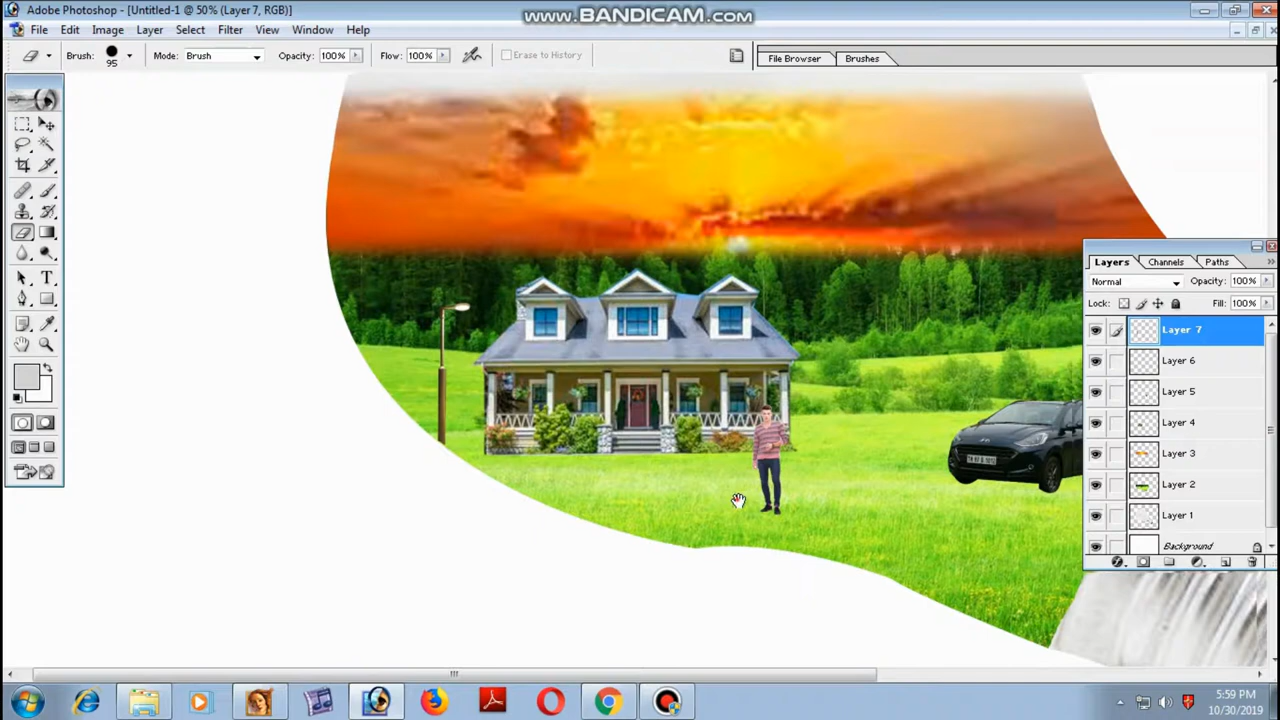 Adobe Photoshop - [Untitled-1 @ 50% (Layer 7, RGB)]
www.BANDICAM.com
File Edit Image Layer Select Filter View Window Help
Brush: 95 Mode: Brush Opacity: 100% Flow: 100% Erase to History
File Browser Brushes
Layers Channels Paths
Normal Opacity: 100%
Lock: Fill: 100%
Layer 7
Layer 6
Layer 5
Layer 4
Layer 3
Layer 2
Layer 1
Background
5:59 PM
10/30/2019